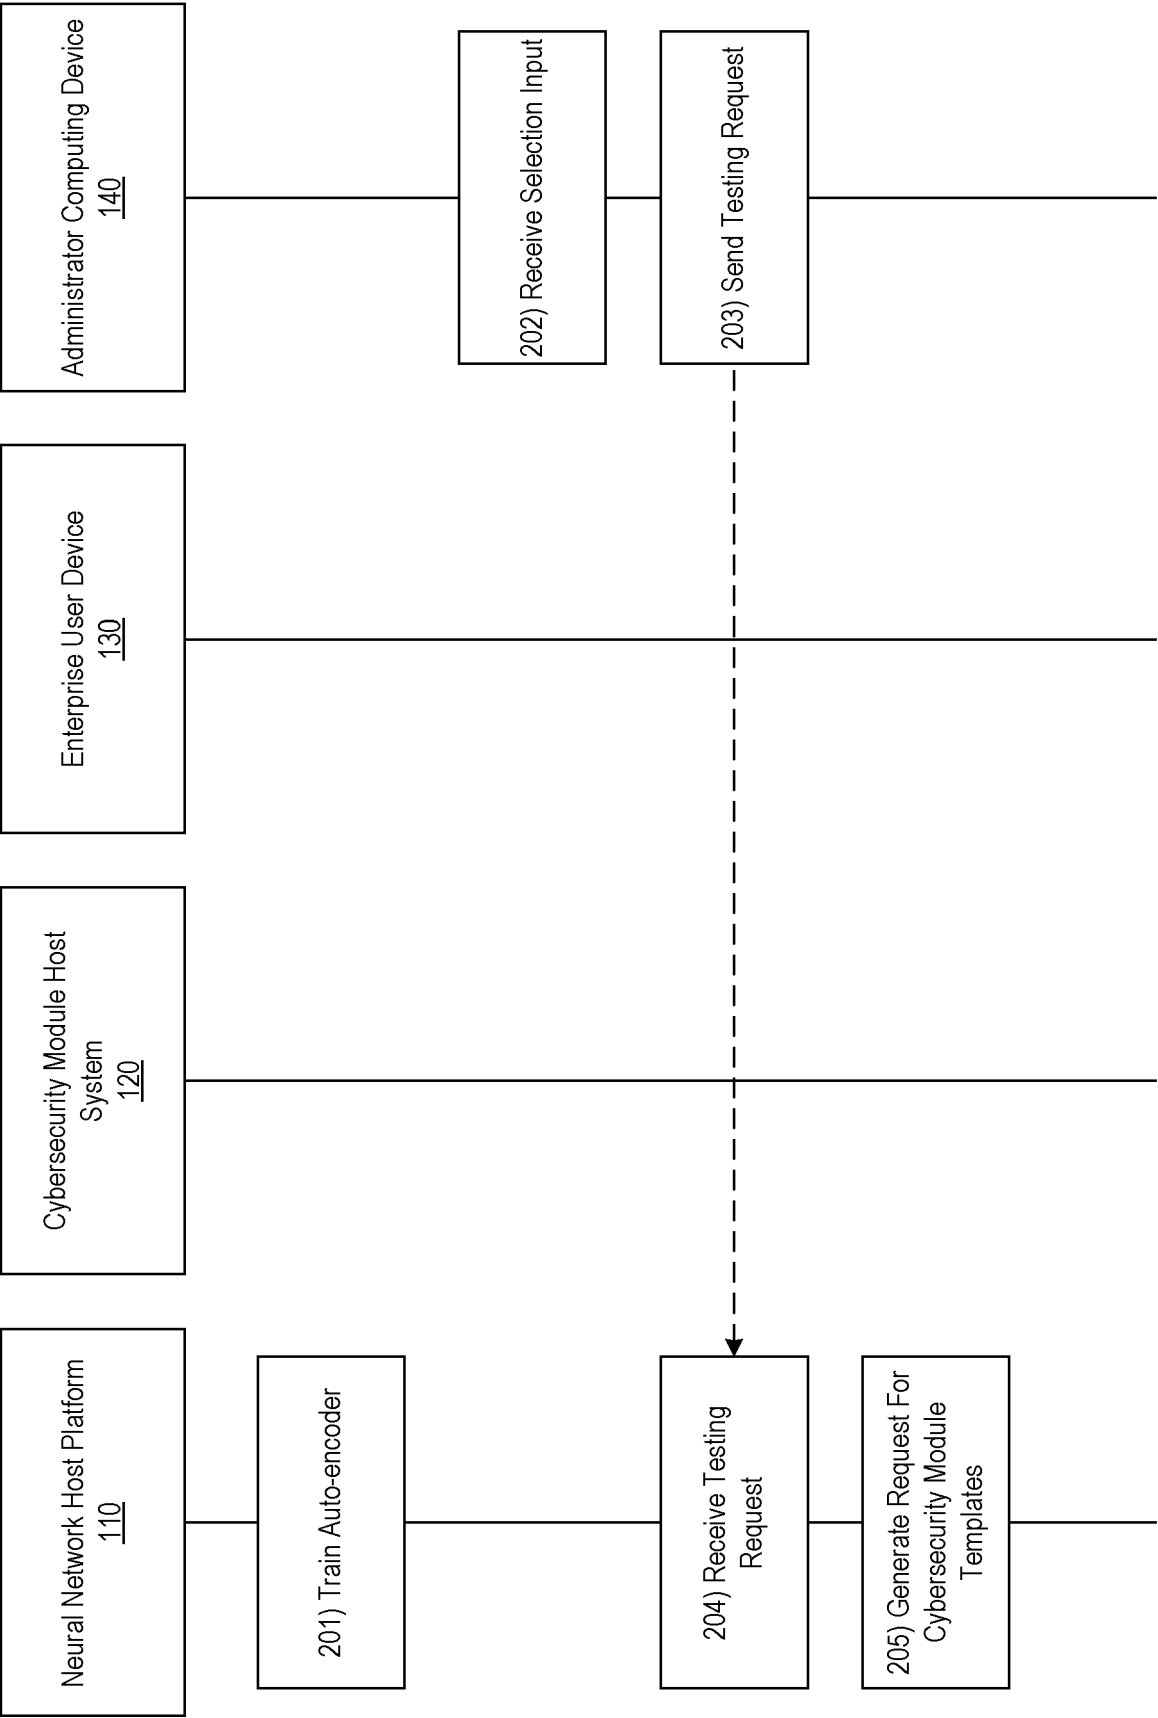 Neural Network Host Platform
110
Cybersecurity Module Host
System
120
Enterprise User Device
130
Administrator Computing Device
140
201) Train Auto-encoder
202) Receive Selection Input
203) Send Testing Request
204) Receive Testing
Request
205) Generate Request For
Cybersecurity Module
Templates